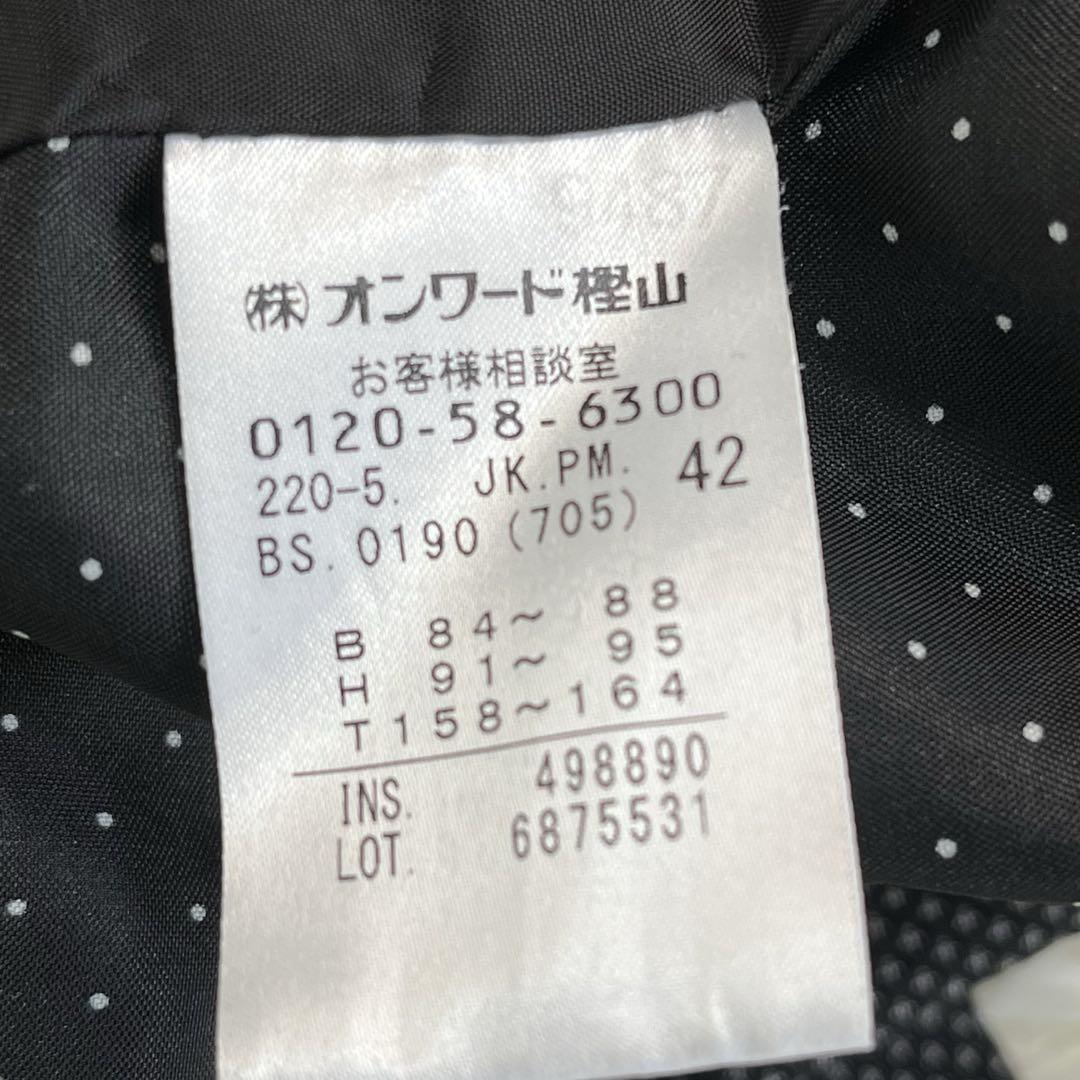 ㈱オンワード樫山
お客様相談室
0120-58-6300
220-5. JK.PM. 42
BS. 0190 (705)
B 84~ 88
H 91~ 95
T158~164
INS. 498890
LOT. 6875531